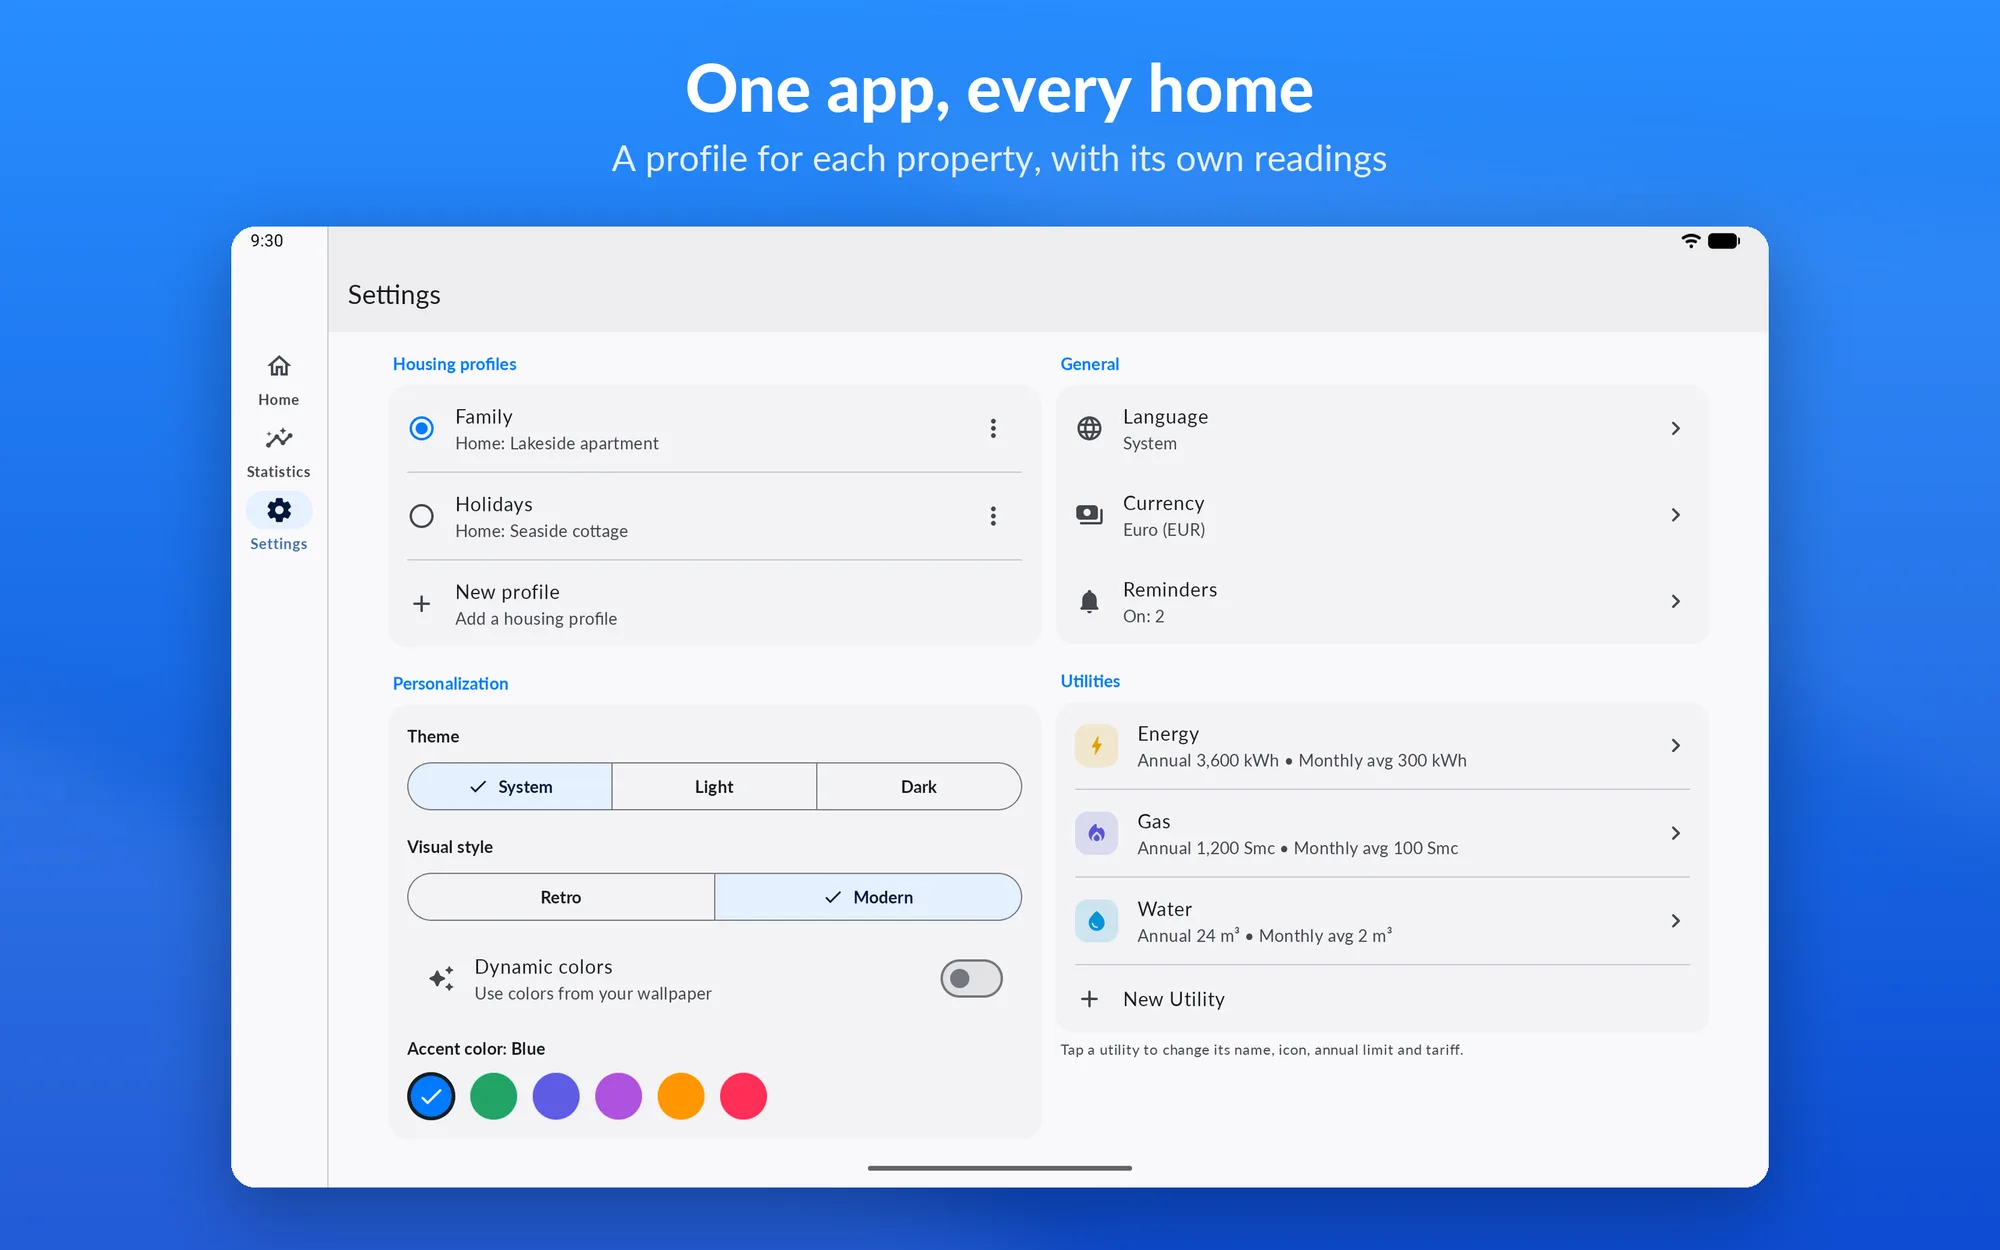 One app, every home
A profile for each property, with its own readings
9:30
Settings
Home
Statistics
Settings
Housing profiles
Family
Home: Lakeside apartment
Holidays
Home: Seaside cottage
New profile
Add a housing profile
Personalization
Theme
System
Light
Dark
Visual style
Retro
Modern
Dynamic colors
Use colors from your wallpaper
Accent color: Blue
General
Language
System
Currency
Euro (EUR)
Reminders
On: 2
Utilities
Energy
Annual 3,600 kWh • Monthly avg 300 kWh
Gas
Annual 1,200 Smc • Monthly avg 100 Smc
Water
Annual 24 m³ • Monthly avg 2 m³
New Utility
Tap a utility to change its name, icon, annual limit and tariff.